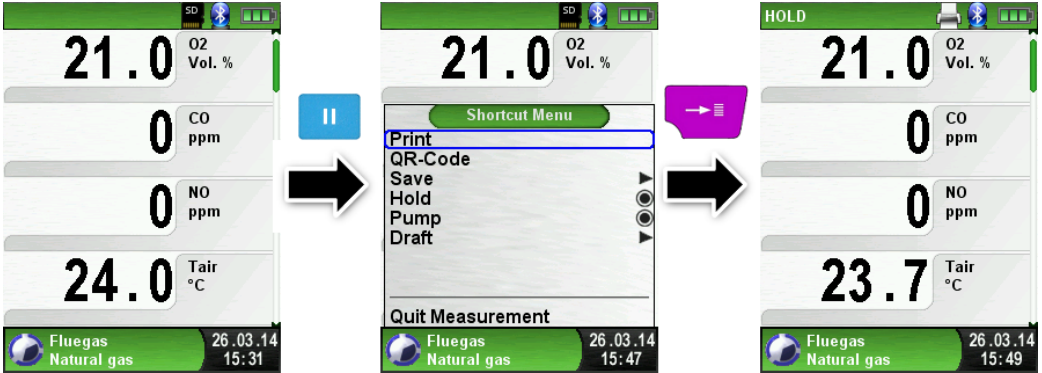 SD
21.0 O2
Vol. %
0 CO
ppm
0 NO
ppm
24.0 Tair
°C
Fluegas
Natural gas
26.03.14
15:31
SD
21.0 O2
Vol. %
Shortcut Menu
Print
QR-Code
Save
Hold
Pump
Draft
Quit Measurement
Fluegas
Natural gas
26.03.14
15:47
HOLD
21.0 O2
Vol. %
0 CO
ppm
0 NO
ppm
23.7 Tair
°C
Fluegas
Natural gas
26.03.14
15:49